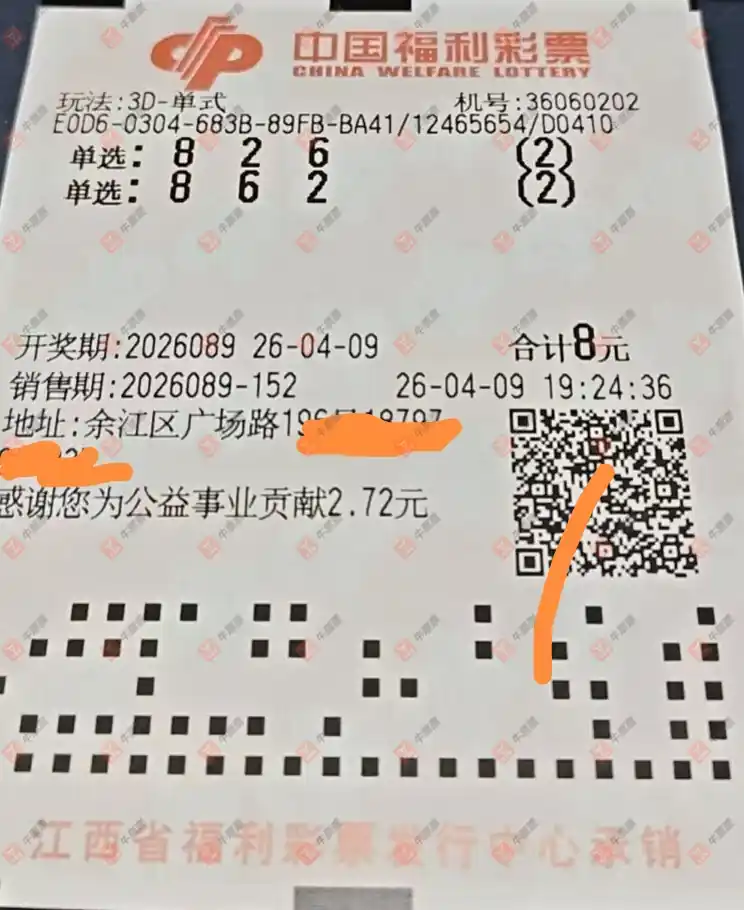 中国福利彩票
CHINA WELFARE LOTTERY
玩法:3D-单式 机号:36060202
E0D6-0304-683B-89FB-BA41/12465654/D0410
单选: 8 2 6 (2)
单选: 8 6 2 (2)
开奖期:2026089 26-04-09 合计8元
销售期:2026089-152 26-04-09 19:24:36
地址:余江区广场路19
感谢您为公益事业贡献2.72元
江西省福利彩票发行中心承销